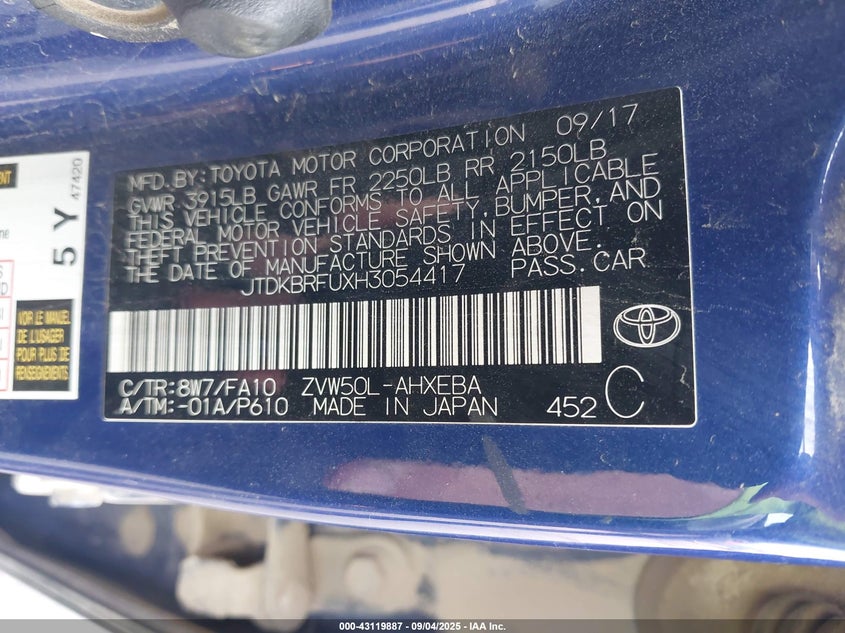 MFD.BY:TOYOTA MOTOR CORPORATION 09/17
GVWR 3915LB GAWR FR 2250LB RR 2150LB
THIS VEHICLE CONFORMS TO ALL APPLICABLE
FEDERAL MOTOR VEHICLE SAFETY,BUMPER,AND
THEFT PREVENTION STANDARDS IN EFFECT ON
THE DATE OF MANUFACTURE SHOWN ABOVE.
JTDKBRFUXH3054417 PASS.CAR
C/TR:8W7/FA10 ZVW50L-AHXEBA
A/TM:-01A/P610 MADE IN JAPAN 452 C
5 Y 47420
VOIR LE MANUEL
DE L'USAGER
POUR PLUS DE
RENSEIGNEMENTS
000-43119887 - 09/04/2025 - IAA Inc.